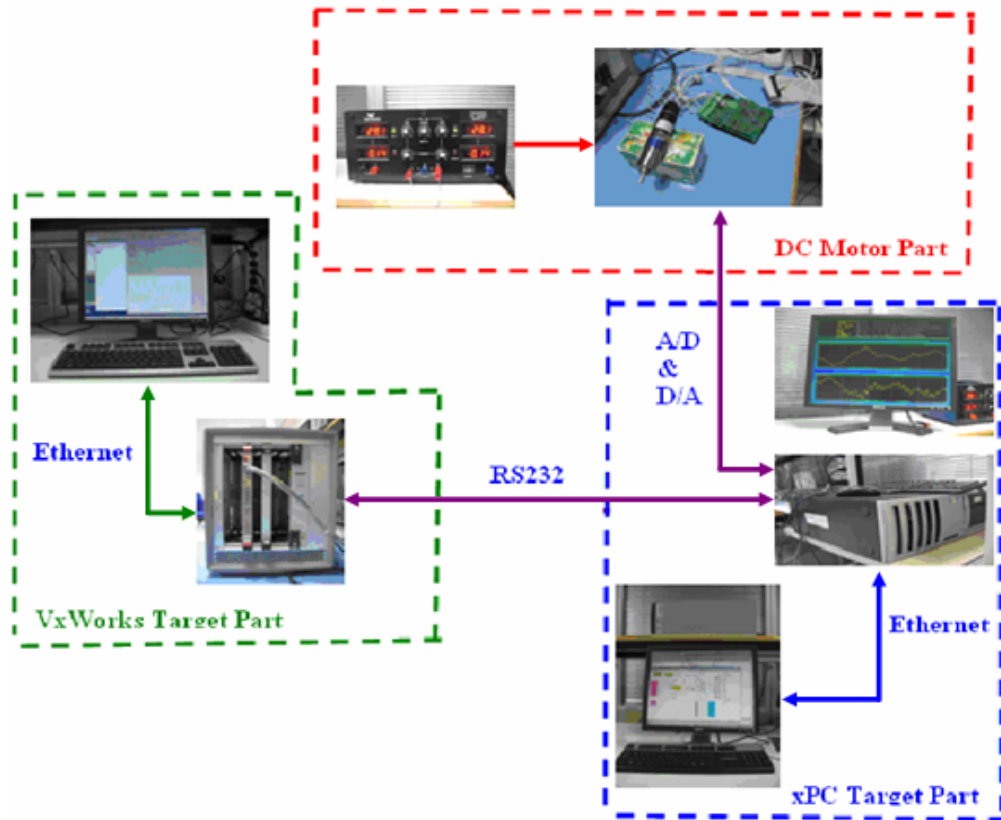 DC Motor Part
A/D
&
D/A
Ethernet
RS232
VxWorks Target Part
Ethernet
xPC Target Part